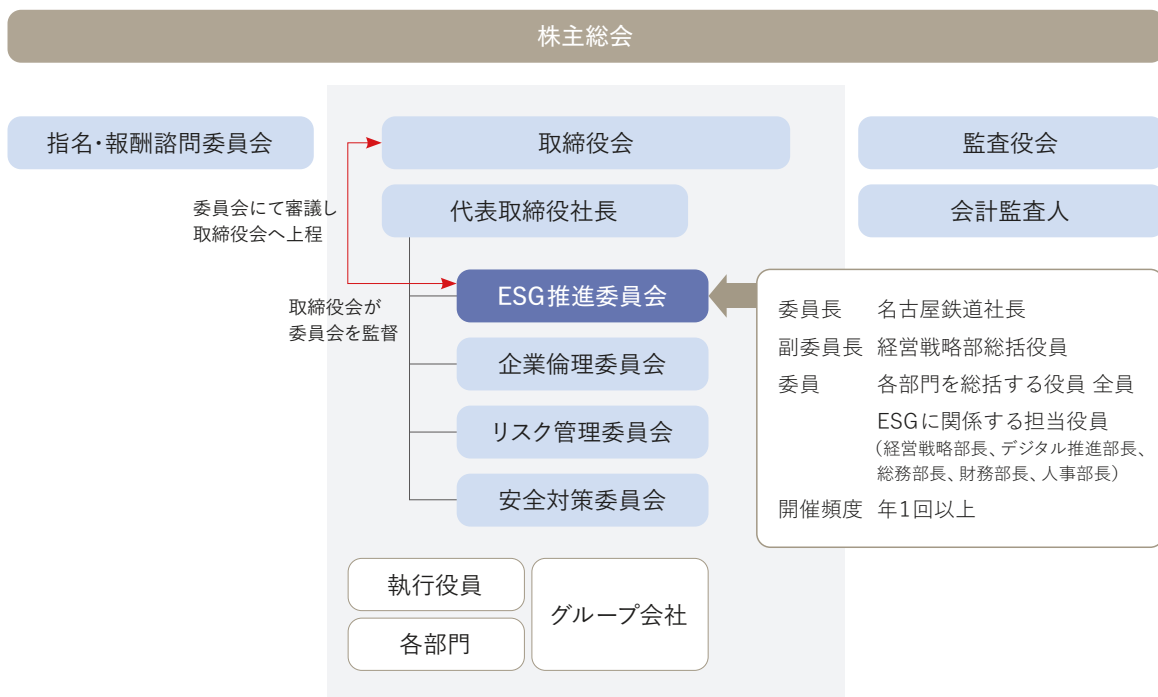 株主総会
指名・報酬諮問委員会
取締役会
監査役会
代表取締役社長
会計監査人
委員会にて審議し
取締役会へ上程
取締役会が
委員会を監督
ESG推進委員会
企業倫理委員会
リスク管理委員会
安全対策委員会
委員長 名古屋鉄道社長
副委員長 経営戦略部総括役員
委員 各部門を総括する役員 全員
ESGに関係する担当役員
(経営戦略部長、デジタル推進部長、
総務部長、財務部長、人事部長)
開催頻度 年1回以上
執行役員
各部門
グループ会社